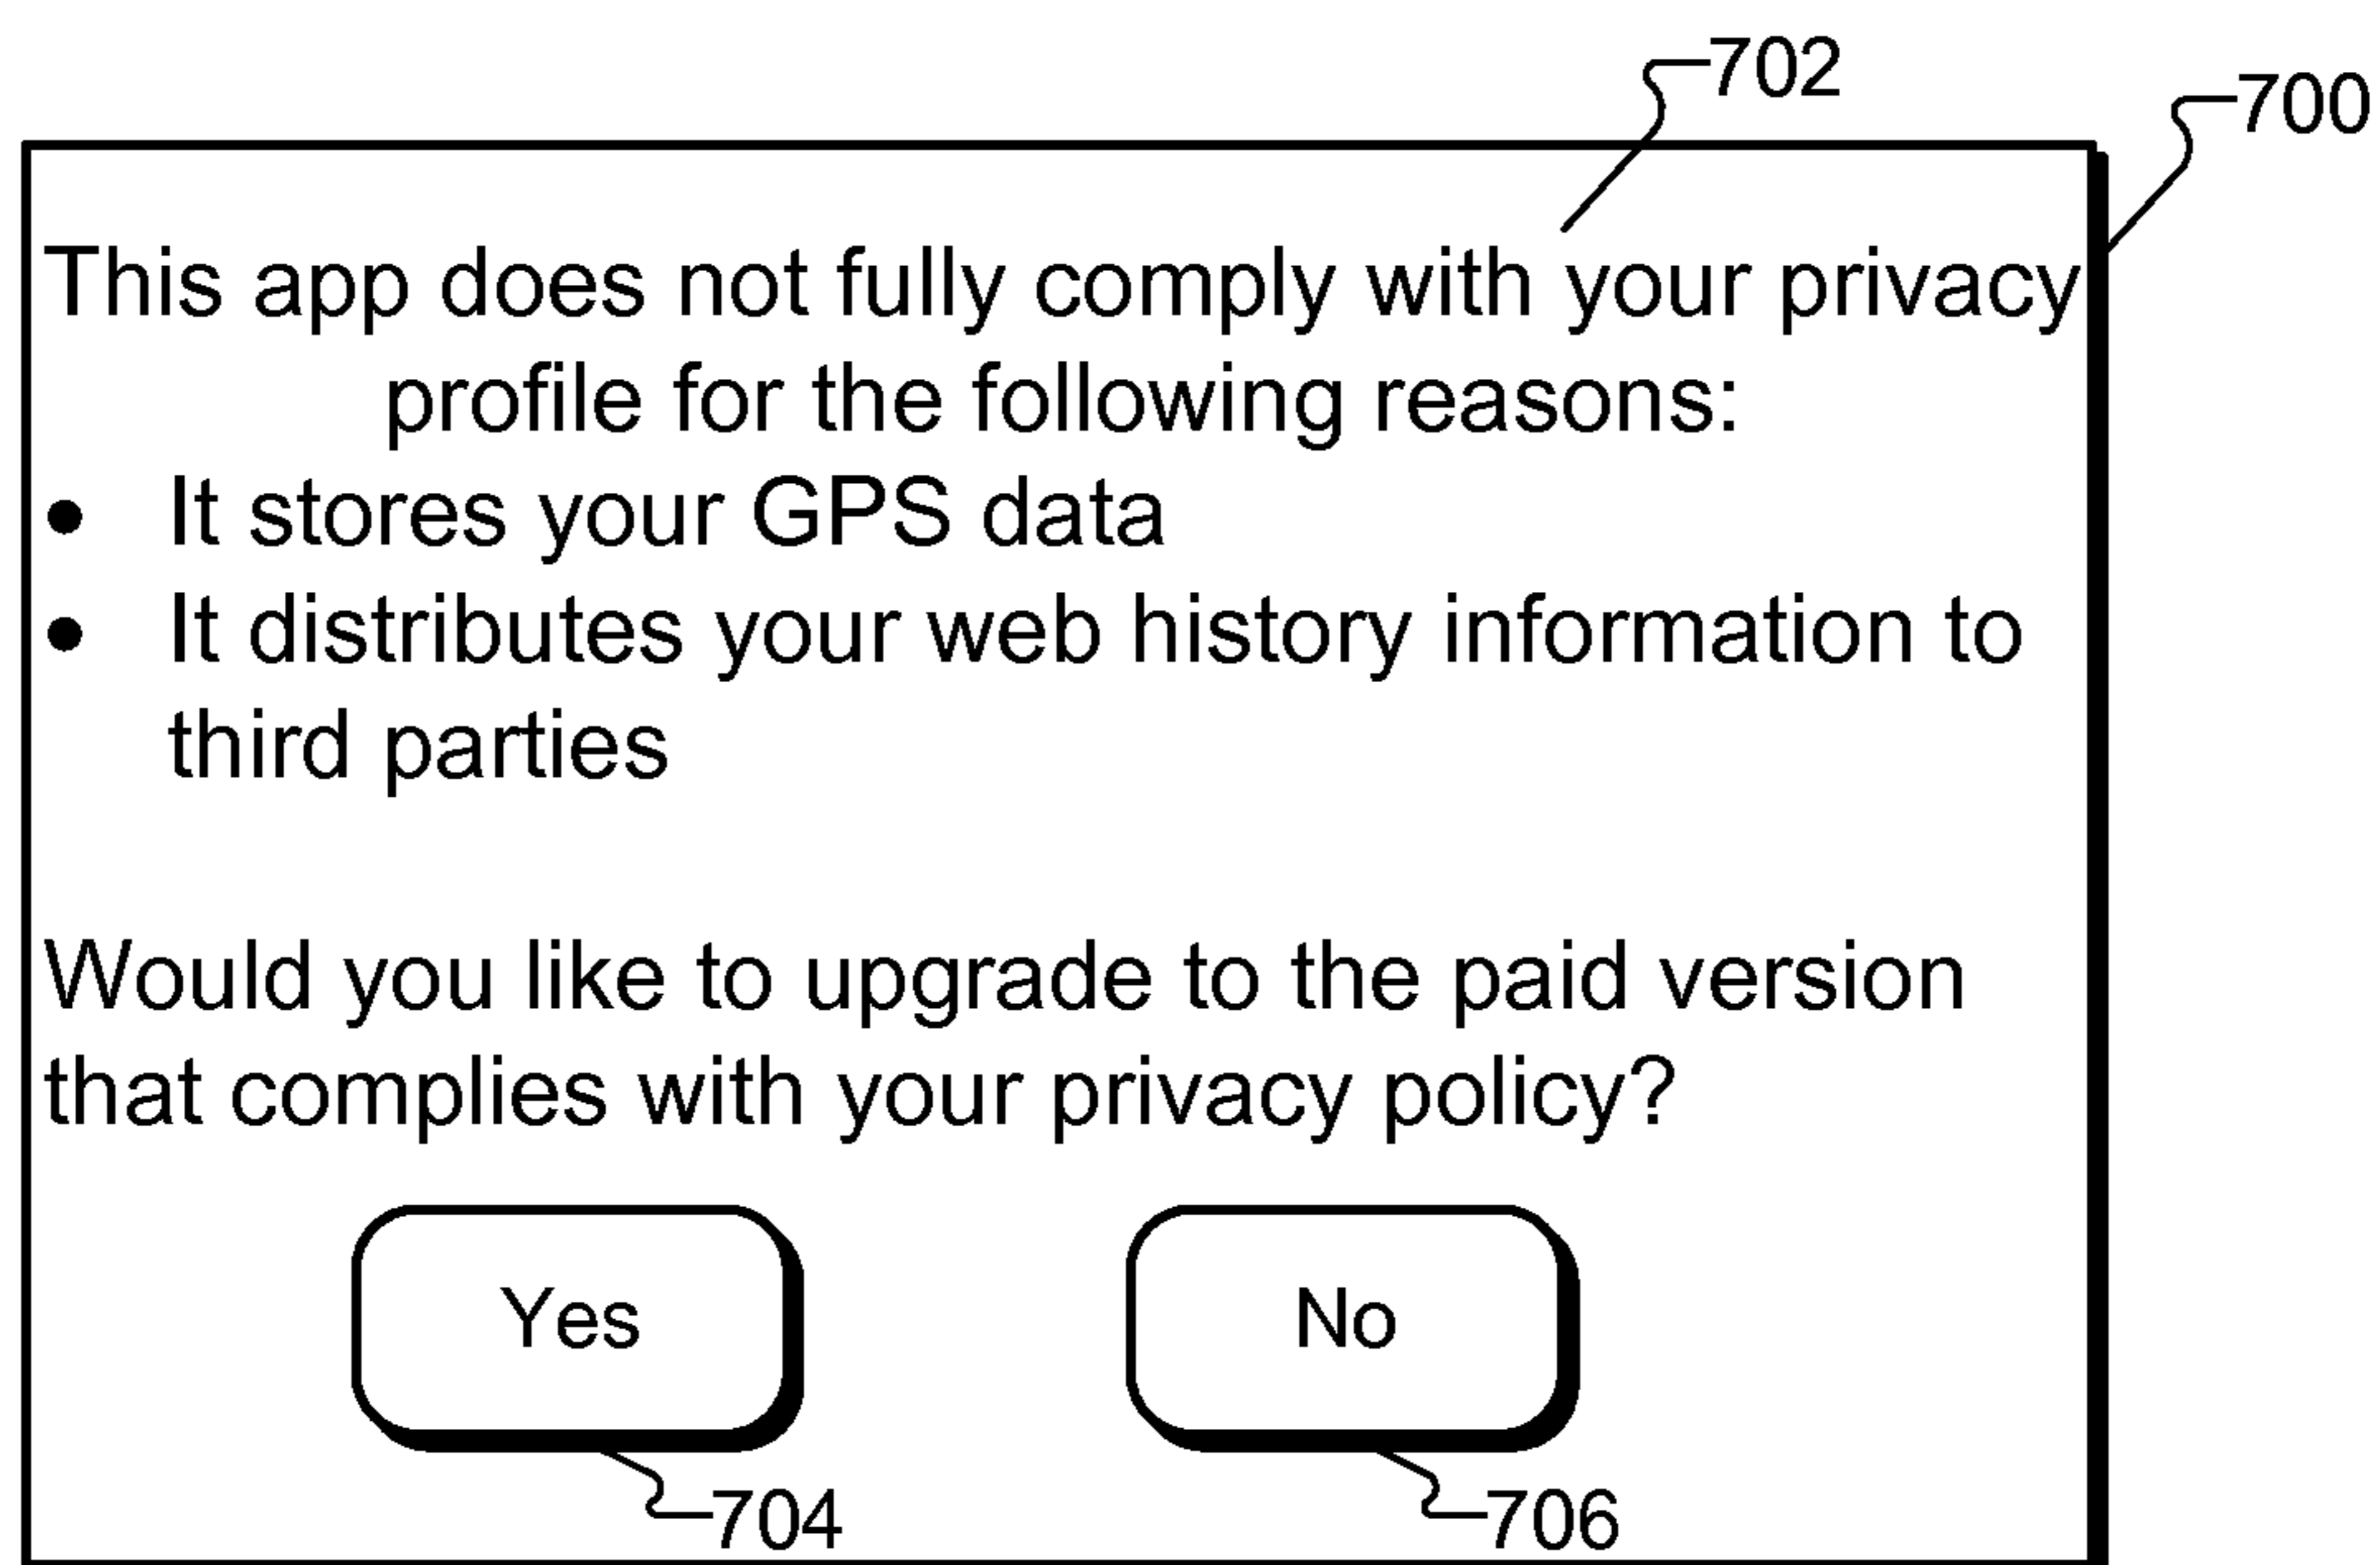 702
700
This app does not fully comply with your privacy
profile for the following reasons:
• It stores your GPS data
• It distributes your web history information to
third parties
Would you like to upgrade to the paid version
that complies with your privacy policy?
Yes
No
704
706